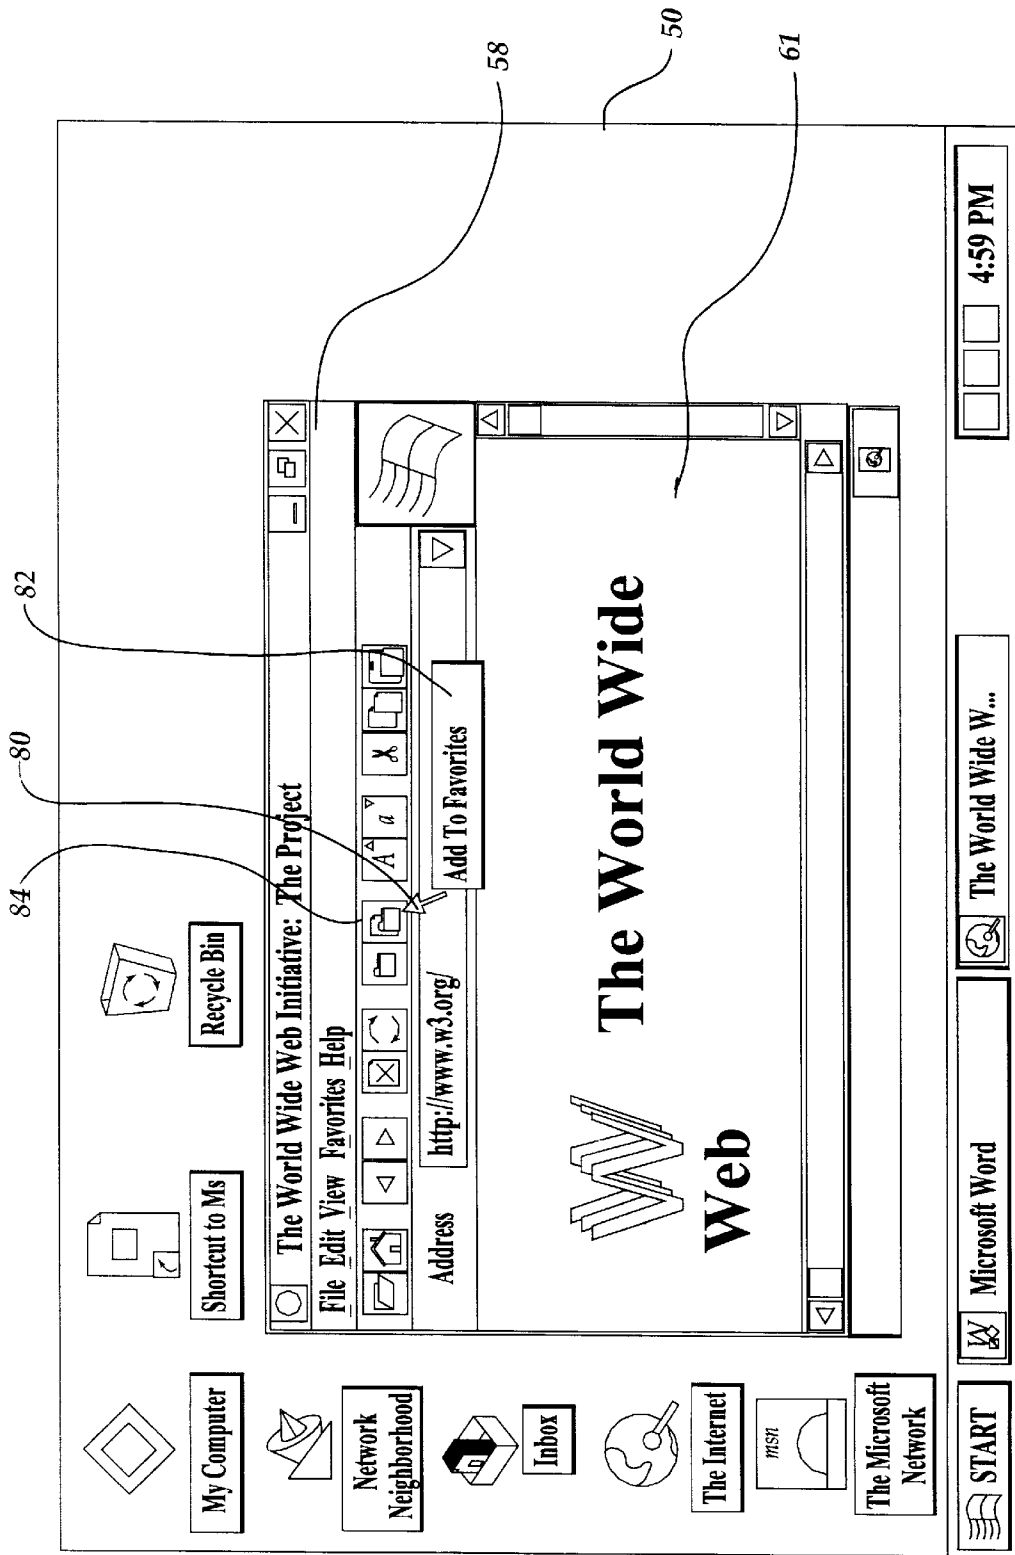 My Computer
Shortcut to Ms
Recycle Bin
Network
Neighborhood
Inbox
The Internet
msn
The Microsoft
Network
The World Wide Web Initiative: The Project
File Edit View Favorites Help
A a
Address
http://www.w3.org/
Add To Favorites
W
The World Wide
Web
START
W
Microsoft Word
The World Wide W...
4:59 PM
84
80
82
58
50
61